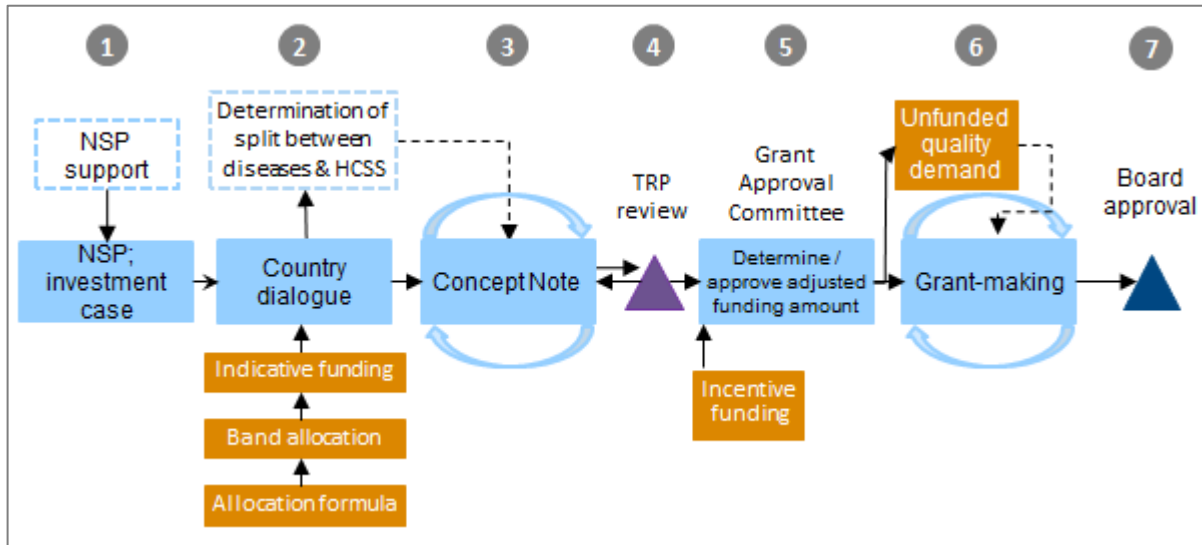 1
2
3
4
5
6
7
NSP
support
Determination of
split between
diseases & HCSS
Unfunded
quality
demand
TRP
review
Grant
Approval
Committee
Board
approval
NSP;
investment
case
Country
dialogue
Concept Note
Determine /
approve adjusted
funding amount
Grant-making
Indicative funding
Band allocation
Allocation formula
Incentive
funding